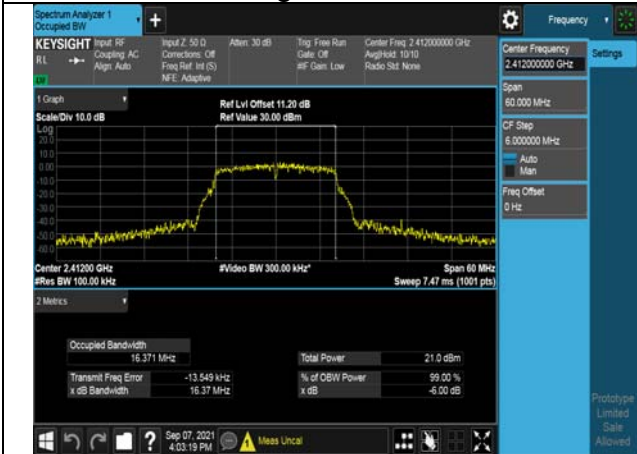 Spectrum Analyzer 1
Occupied BW
Frequency
KEYSIGHT
RL
Input: RF
Coupling: AC
Align: Auto
Input Z: 50 Ω
Corrections: Off
Freq Ref: Int (S)
NFE: Adaptive
Atten: 30 dB
Trig: Free Run
Gate: Off
#IF Gain: Low
Center Freq: 2.412000000 GHz
Avg|Hold: 10/10
Radio Std: None
Center Frequency
2.412000000 GHz
Settings
Span
60.000 MHz
CF Step
6.000000 MHz
Auto
Man
Freq Offset
0 Hz
1 Graph
Scale/Div 10.0 dB
Ref Lvl Offset 11.20 dB
Ref Value 30.00 dBm
Log
20.0
10.0
0.00
-10.0
-20.0
-30.0
-40.0
-50.0
-60.0
Center 2.41200 GHz
#Res BW 100.00 kHz
#Video BW 300.00 kHz*
Span 60 MHz
Sweep 7.47 ms (1001 pts)
2 Metrics
Occupied Bandwidth
16.371 MHz
Total Power 21.0 dBm
Transmit Freq Error -13.549 kHz
% of OBW Power 99.00 %
x dB Bandwidth 16.37 MHz
x dB -6.00 dB
Prototype
Limited
Sale
Allowed
Sep 07, 2021
4:03:19 PM
Meas Uncal